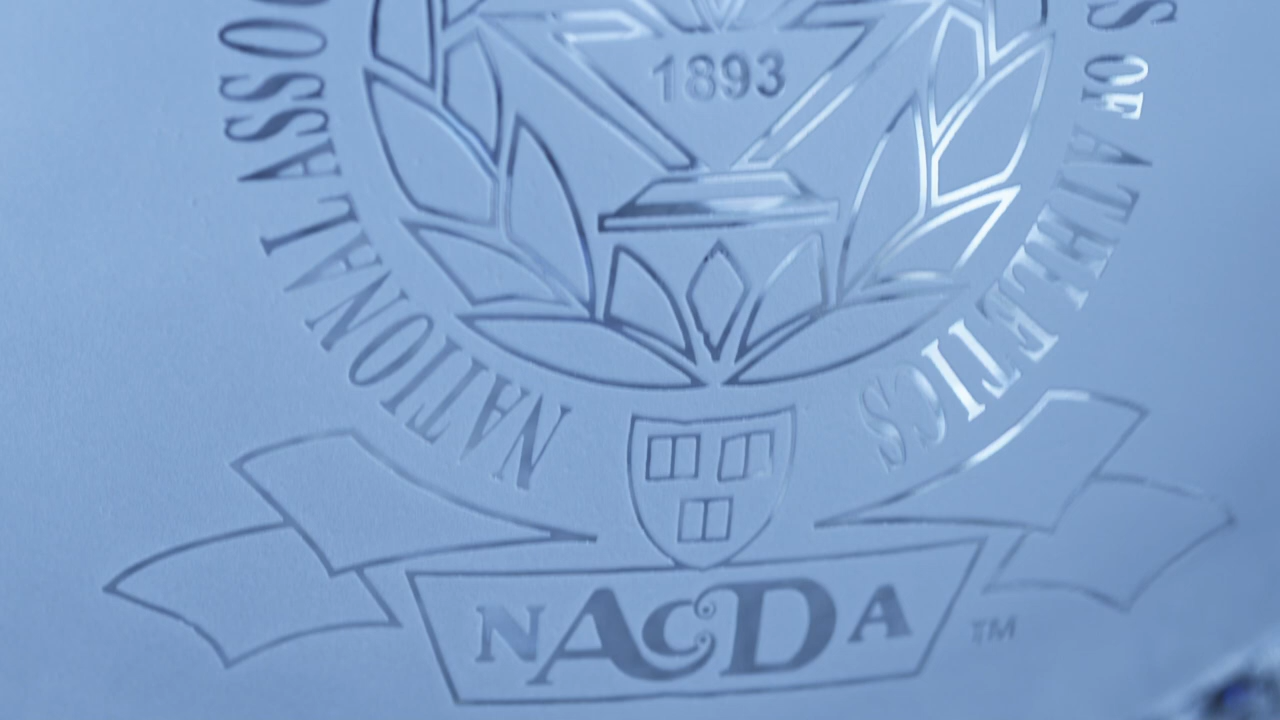 1893
NATIONAL ASSOC
S OF ATHLETICS
NACDA
TM